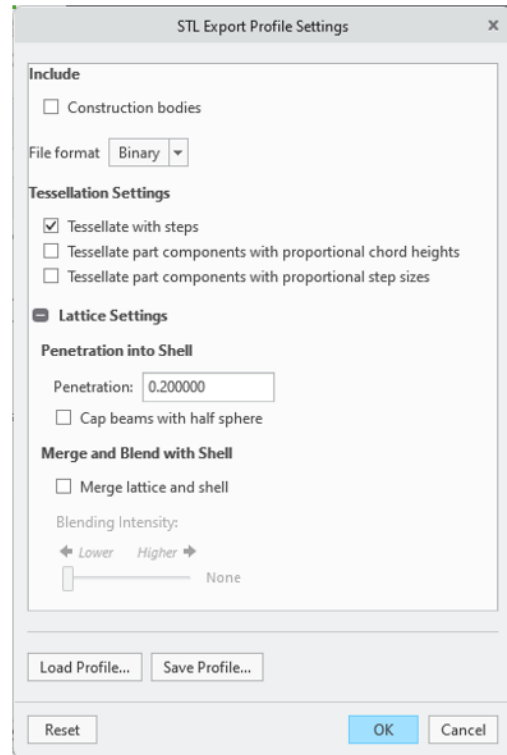 STL Export Profile Settings
Include
Construction bodies
File format Binary
Tessellation Settings
Tessellate with steps
Tessellate part components with proportional chord heights
Tessellate part components with proportional step sizes
Lattice Settings
Penetration into Shell
Penetration: 0.200000
Cap beams with half sphere
Merge and Blend with Shell
Merge lattice and shell
Blending Intensity:
Lower Higher
None
Load Profile... Save Profile...
Reset OK Cancel